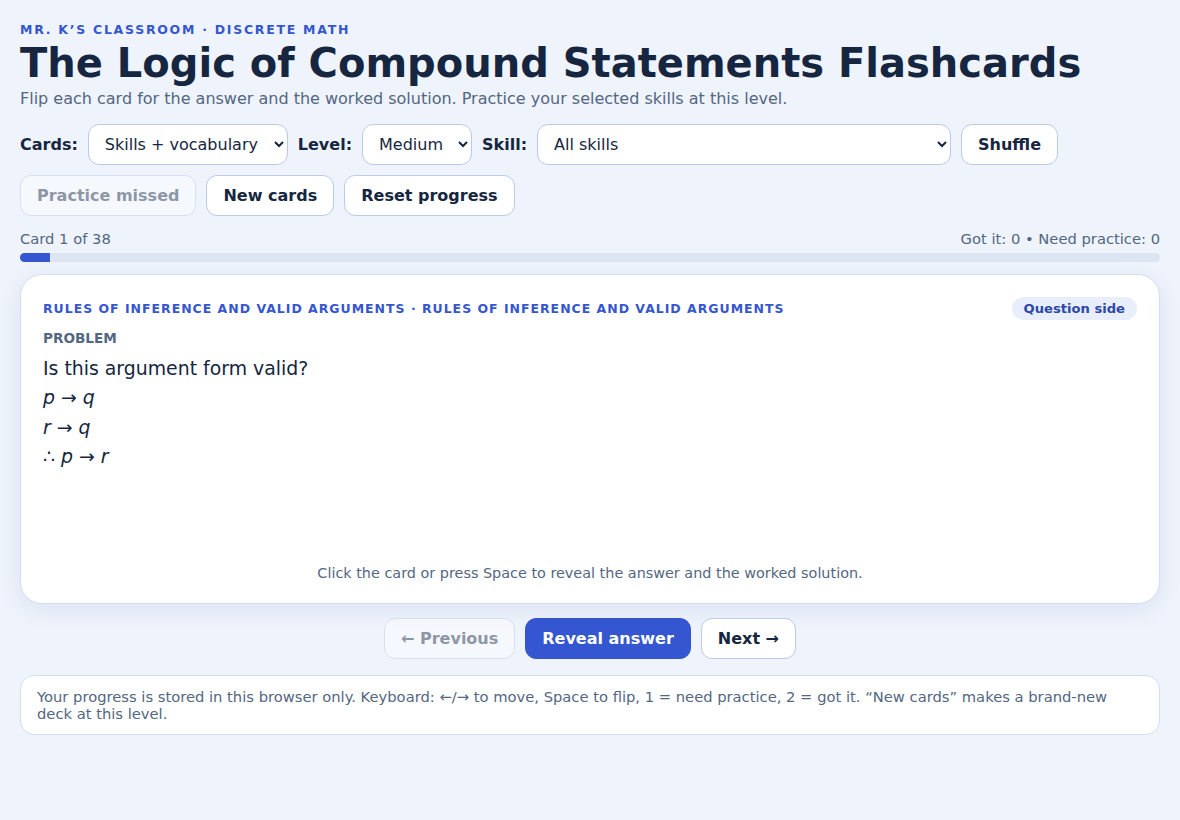 MR. K’S CLASSROOM · DISCRETE MATH
The Logic of Compound Statements Flashcards
Flip each card for the answer and the worked solution. Practice your selected skills at this level.
Cards: Skills + vocabulary Level: Medium Skill: All skills Shuffle
Practice missed New cards Reset progress
Card 1 of 38 Got it: 0 • Need practice: 0
RULES OF INFERENCE AND VALID ARGUMENTS · RULES OF INFERENCE AND VALID ARGUMENTS Question side
PROBLEM
Is this argument form valid?
p → q
r → q
∴ p → r
Click the card or press Space to reveal the answer and the worked solution.
← Previous Reveal answer Next →
Your progress is stored in this browser only. Keyboard: ←/→ to move, Space to flip, 1 = need practice, 2 = got it. “New cards” makes a brand-new
deck at this level.